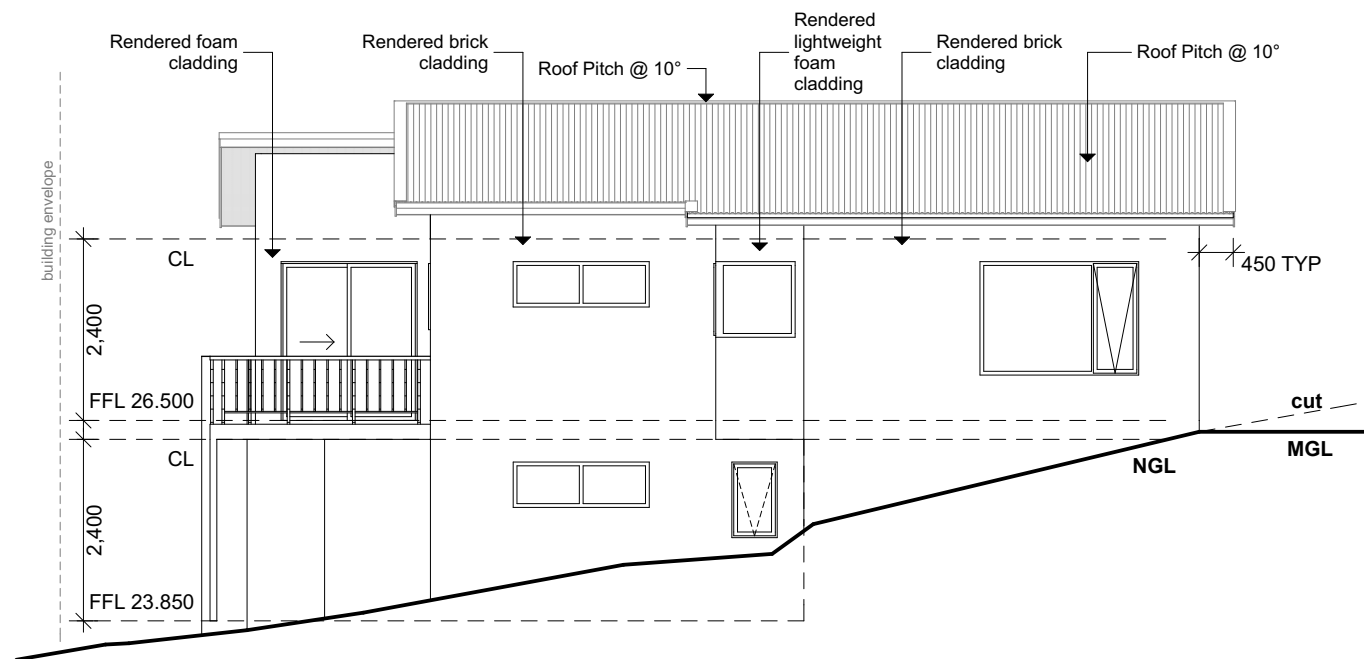 Rendered foam
cladding
Rendered brick
cladding
Roof Pitch @ 10°
Rendered
lightweight
foam
cladding
Rendered brick
cladding
Roof Pitch @ 10°
building envelope
CL
450 TYP
2,400
FFL 26.500
cut
CL
NGL
MGL
2,400
FFL 23.850